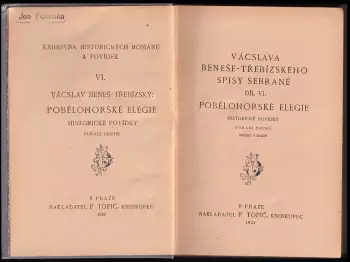 Jan Polomka
KNIHOVNA HISTORICKÝCH ROMÁNŮ
A POVÍDEK
VI.
VÁCSLAV BENEŠ-TŘEBÍZSKÝ:
POBĚLOHORSKÉ ELEGIE
HISTORICKÉ POVÍDKY
V PRAZE
NAKLADATEL F. TOPIČ, KNIHKUPEC
VÁCSLAVA
BENEŠE-TŘEBÍZSKÉHO
SPISY SEBRANÉ
DÍL VI.
POBĚLOHORSKÉ ELEGIE
HISTORICKÉ POVÍDKY
V PRAZE
NAKLADATEL F. TOPIČ, KNIHKUPEC